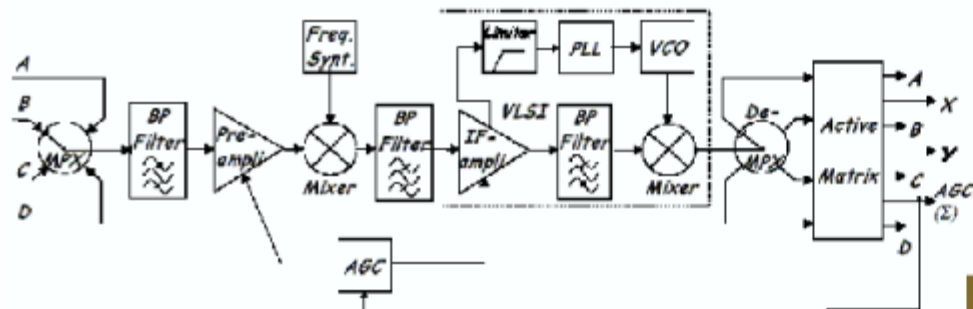 A
B
C
D
MPX
BP
Filter
Pre-
ampli.
Freq.
Synt.
Mixer
BP
Filter
IF-
ampli.
Limiter
PLL
VCO
VLSI
BP
Filter
Mixer
De-
MPX
Active
Matrix
A
X
B
Y
C
AGC
(Σ)
D
AGC